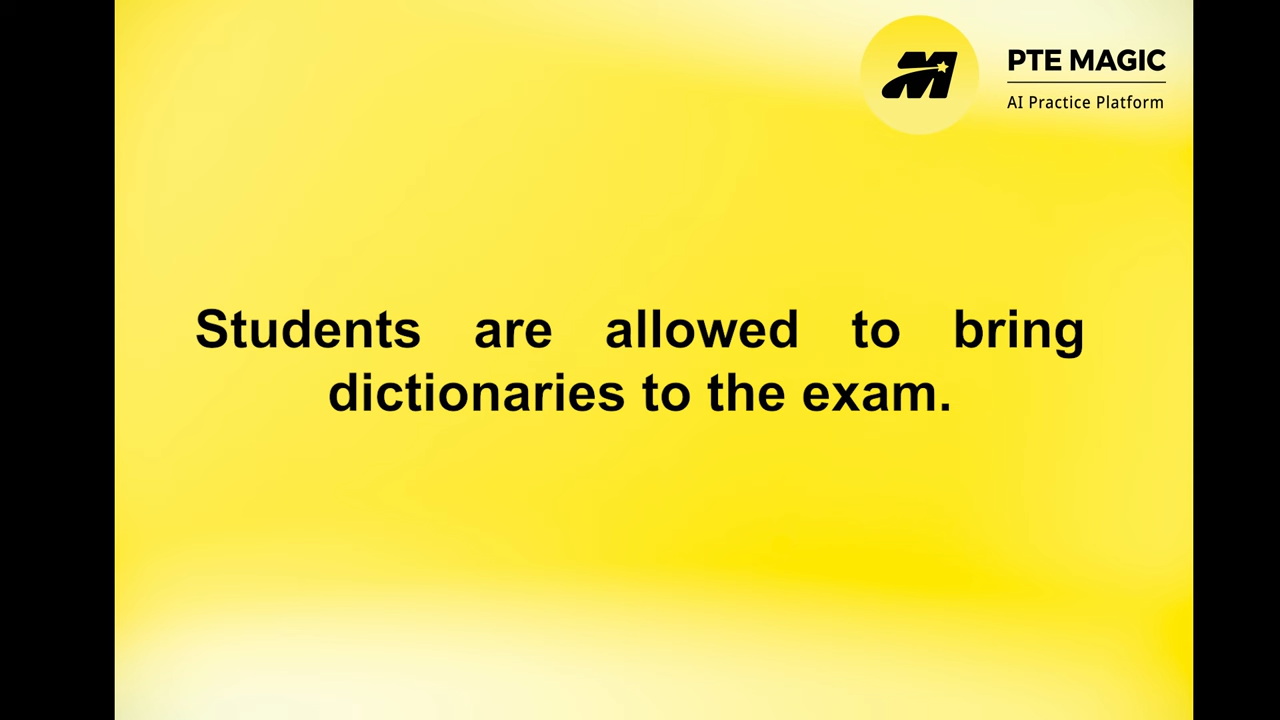 PTE MAGIC
AI Practice Platform
Students are allowed to bring
dictionaries to the exam.